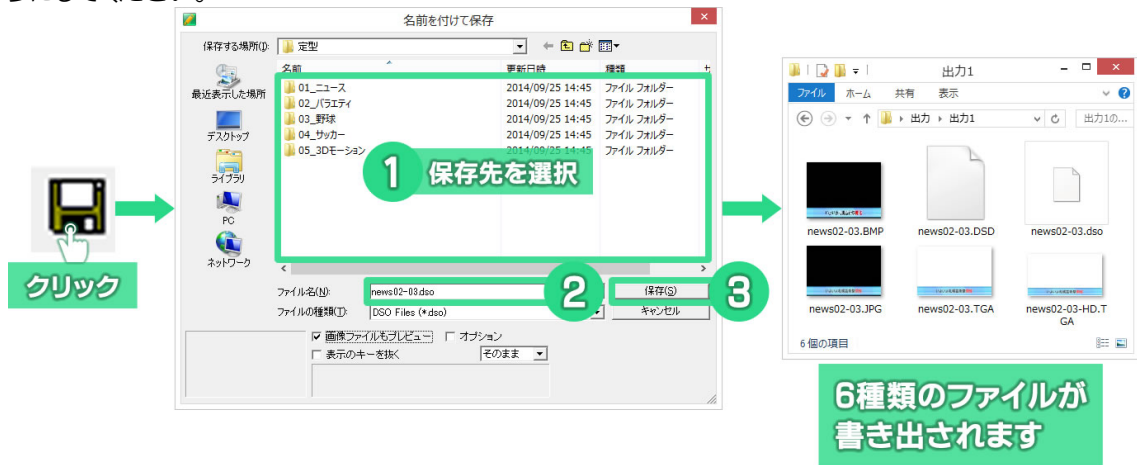 クリック
名前を付けて保存
保存する場所(I):
定型
最近表示した場所
デスクトップ
ライブラリ
PC
ネットワーク
名前
更新日時
種類
01_ニュース
2014/09/25 14:45
ファイル フォルダー
02_バラエティ
2014/09/25 14:45
ファイル フォルダー
03_野球
2014/09/25 14:45
ファイル フォルダー
04_サッカー
2014/09/25 14:45
ファイル フォルダー
05_3Dモーション
2014/09/25 14:45
ファイル フォルダー
1
保存先を選択
ファイル名(N):
news02-03.dso
2
保存(S)
3
ファイルの種類(T):
DSO Files (*.dso)
キャンセル
画像ファイルもプレビュー
オプション
表示のキーを抜く
そのまま
出力1
ファイル
ホーム
共有
表示
出力
出力1
出力1の...
news02-03.BMP
news02-03.DSD
news02-03.dso
news02-03.JPG
news02-03.TGA
news02-03-HD.T
GA
6 個の項目
6種類のファイルが
書き出されます